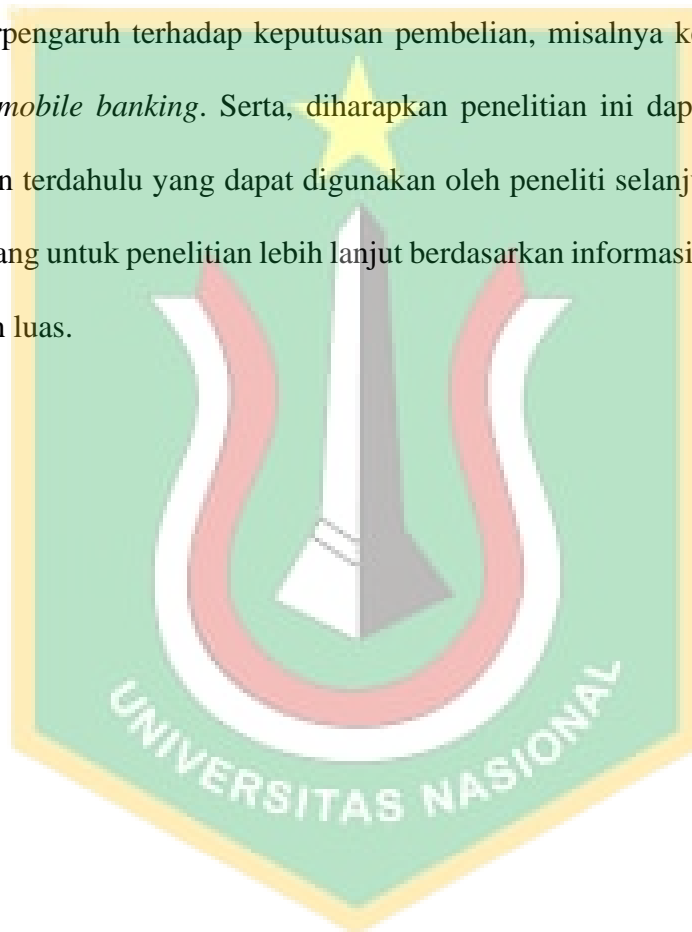 rpengaruh terhadap keputusan pembelian, misalnya k
mobile banking. Serta, diharapkan penelitian ini dap
n terdahulu yang dapat digunakan oleh peneliti selanj
ang untuk penelitian lebih lanjut berdasarkan informasi
n luas.
UNIVERSITAS NASIONAL